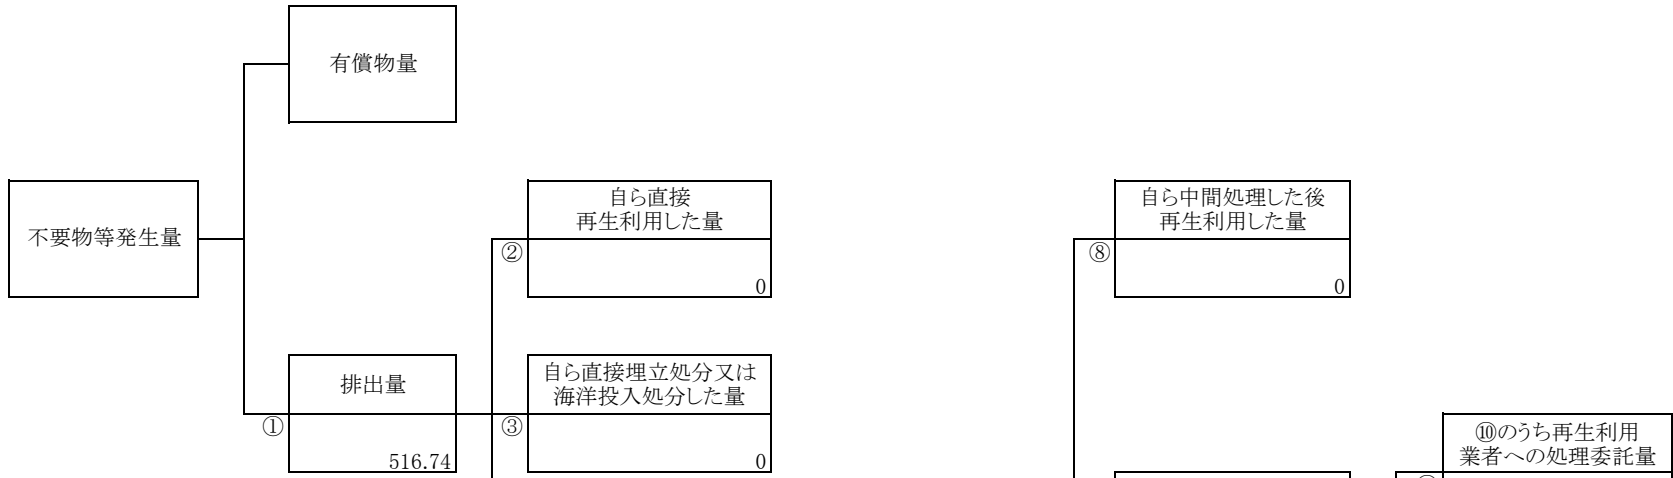 有償物量
不要物等発生量
自ら直接
再生利用した量
②
0
自ら中間処理した後
再生利用した量
⑧
0
排出量
①
516.74
自ら直接埋立処分又は
海洋投入処分した量
③
0
⑩のうち再生利用
業者への処理委託量